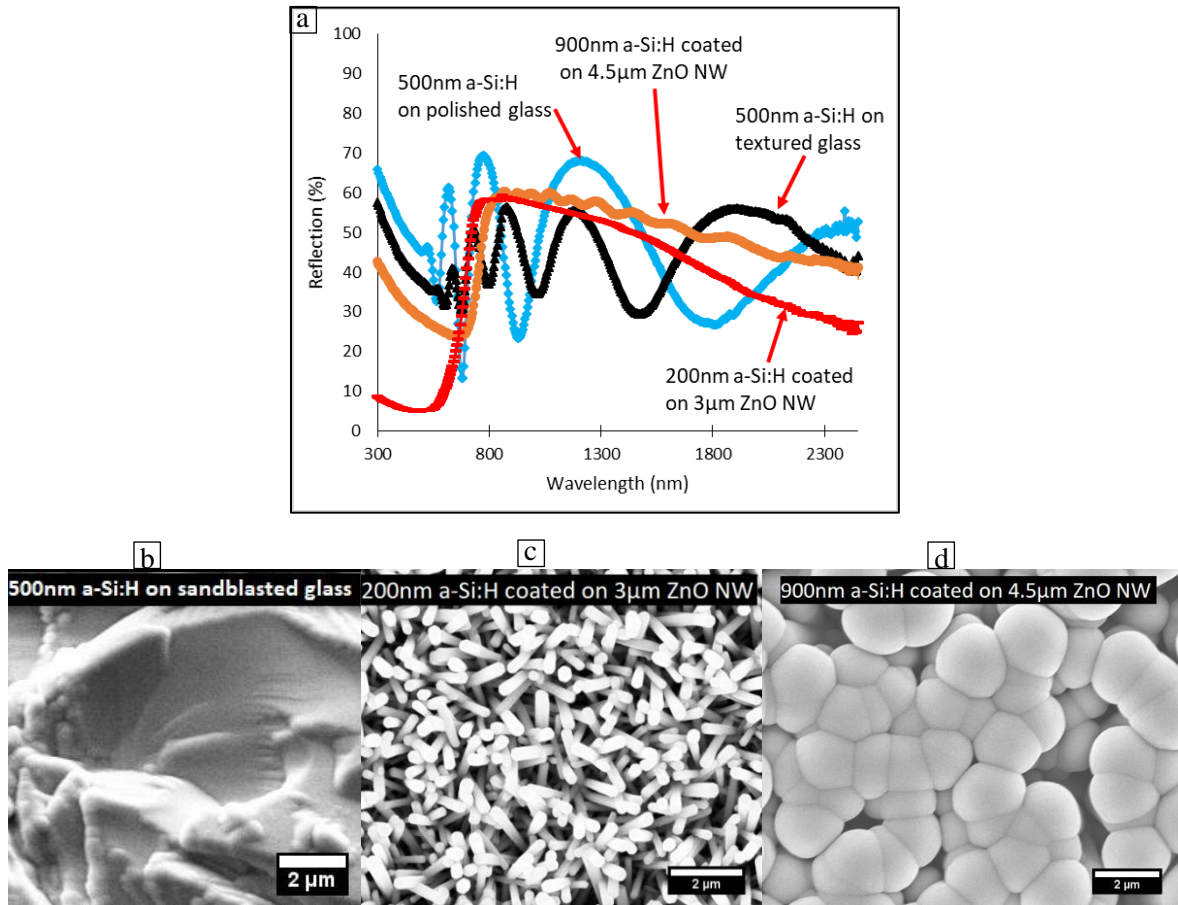 a
100
90
80
70
60
50
40
30
20
10
0
Reflection (%)
300
800
1300
1800
2300
Wavelength (nm)
900nm a-Si:H coated
on 4.5µm ZnO NW
500nm a-Si:H
on polished glass
500nm a-Si:H on
textured glass
200nm a-Si:H coated
on 3µm ZnO NW
b
500nm a-Si:H on sandblasted glass
2 µm
c
200nm a-Si:H coated on 3µm ZnO NW
2 µm
d
900nm a-Si:H coated on 4.5µm ZnO NW
2 µm